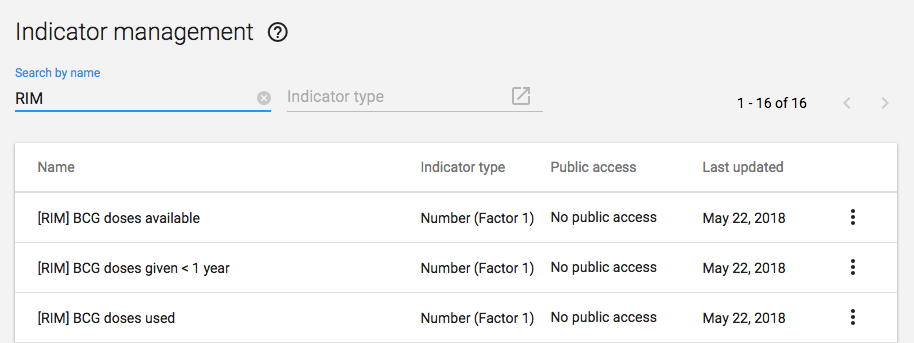 Indicator management
Search by name
RIM Indicator type 1 - 16 of 16
Name Indicator type Public access Last updated
[RIM] BCG doses available Number (Factor 1) No public access May 22, 2018
[RIM] BCG doses given < 1 year Number (Factor 1) No public access May 22, 2018
[RIM] BCG doses used Number (Factor 1) No public access May 22, 2018